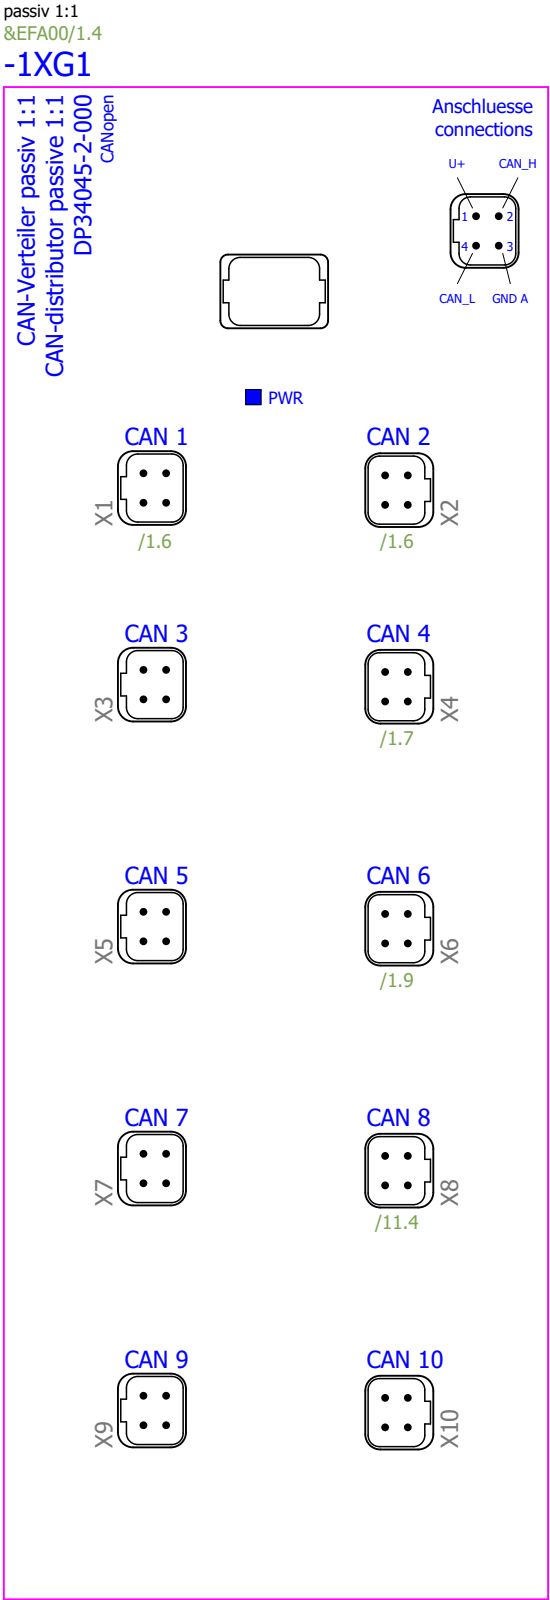 passiv 1:1
&EFA00/1.4
-1XG1
CAN-Verteiler passiv 1:1
CAN-distributor passive 1:1
DP34045-2-000
CANopen
Anschluesse
connections
U+ CAN_H
1 2
4 3
CAN_L GND A
PWR
CAN 1 CAN 2
X1 X2
/1.6 /1.6
CAN 3 CAN 4
X3 X4
/1.7
CAN 5 CAN 6
X5 X6
/1.9
CAN 7 CAN 8
X7 X8
/11.4
CAN 9 CAN 10
X9 X10